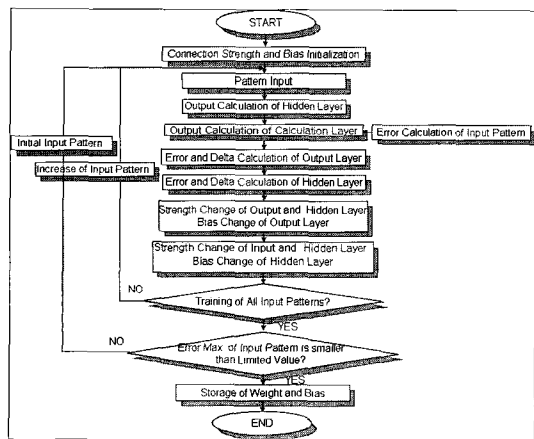 START
Connection Strength and Bias Initialization
Pattern Input
Output Calculation of Hidden Layer
Output Calculation of Calculation Layer
Error Calculation of Input Pattern
Initial Input Pattern
Error and Delta Calculation of Output Layer
Increase of Input Pattern
Error and Delta Calculation of Hidden Layer
Strength Change of Output and Hidden Layer
Bias Change of Output Layer
Strength Change of Input and Hidden Layer
Bias Change of Hidden Layer
NO
Training of All Input Patterns?
YES
NO
Error Max. of Input Pattern is smaller
than Limited Value?
YES
Storage of Weight and Bias
END